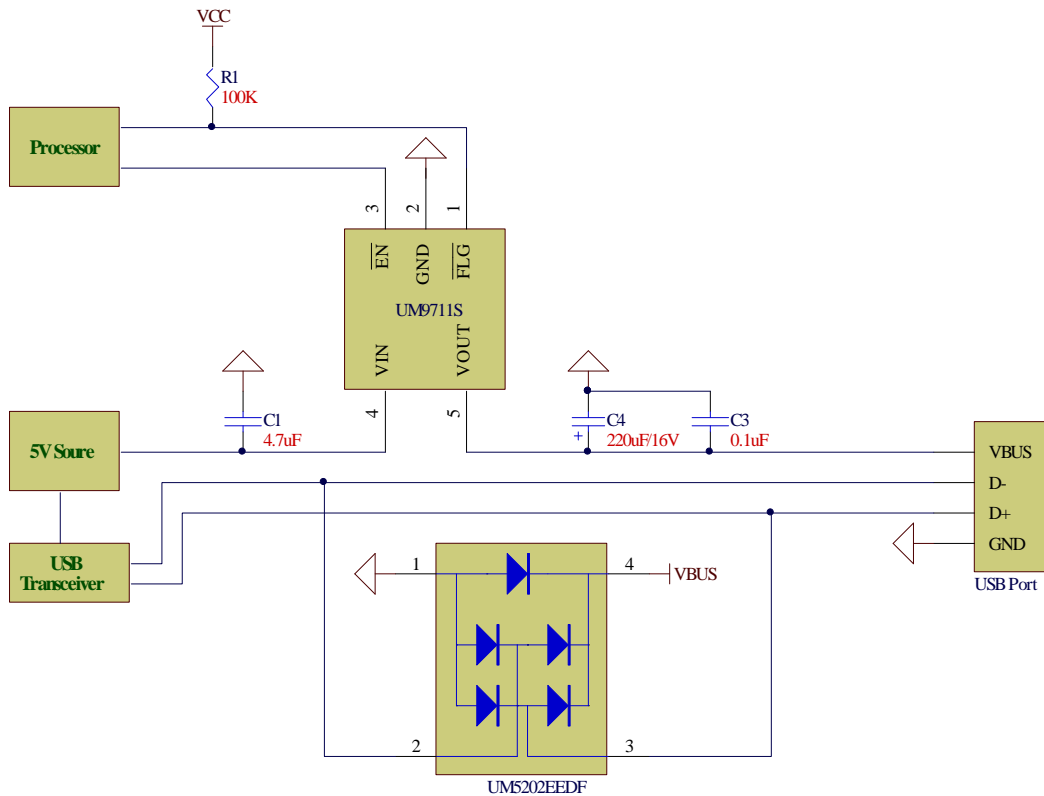 VCC
R1
100K
Processor
3
2
1
EN
GND
FLG
UM9711S
VIN
VOUT
4
5
C1
4.7uF
C4
+
220uF/16V
C3
0.1uF
5V Soure
VBUS
D-
D+
GND
USB Port
USB
Transceiver
1
4
VBUS
2
3
UM5202EEDF